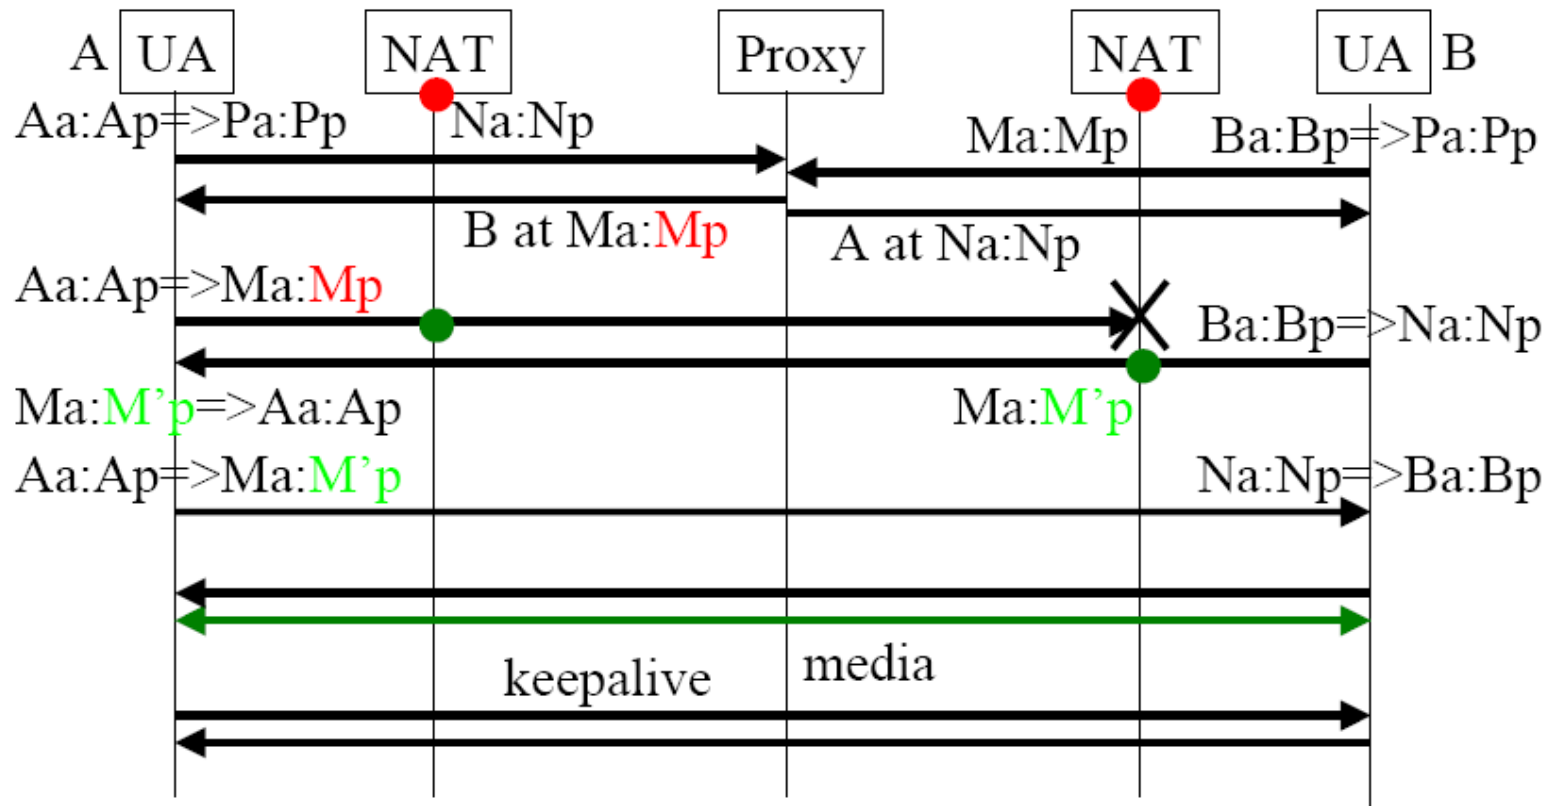 A UA NAT Proxy NAT UA B
Aa:Ap=>Pa:Pp Na:Np Ma:Mp Ba:Bp=>Pa:Pp
B at Ma:Mp A at Na:Np
Aa:Ap=>Ma:Mp Ba:Bp=>Na:Np
Ma:M’p=>Aa:Ap Ma:M’p
Aa:Ap=>Ma:M’p Na:Np=>Ba:Bp
keepalive media